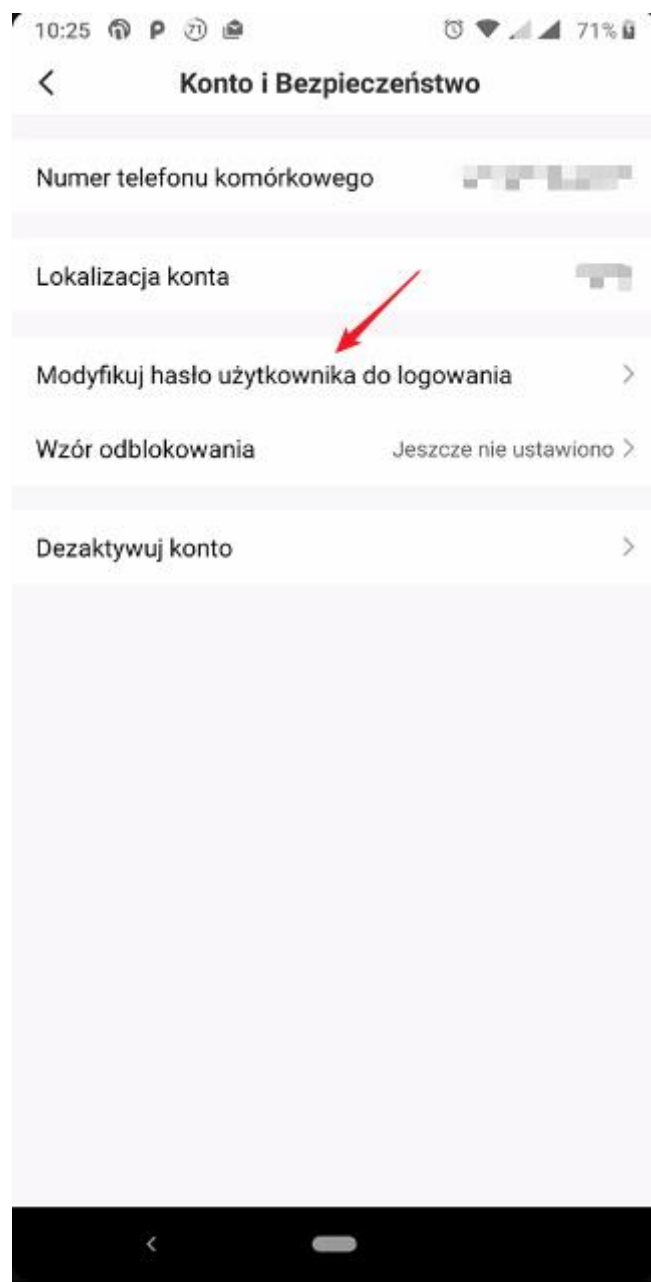 10:25 P 71 71%
Konto i Bezpieczeństwo
Numer telefonu komórkowego
Lokalizacja konta
Modyfikuj hasło użytkownika do logowania
Wzór odblokowania Jeszcze nie ustawiono
Dezaktywuj konto